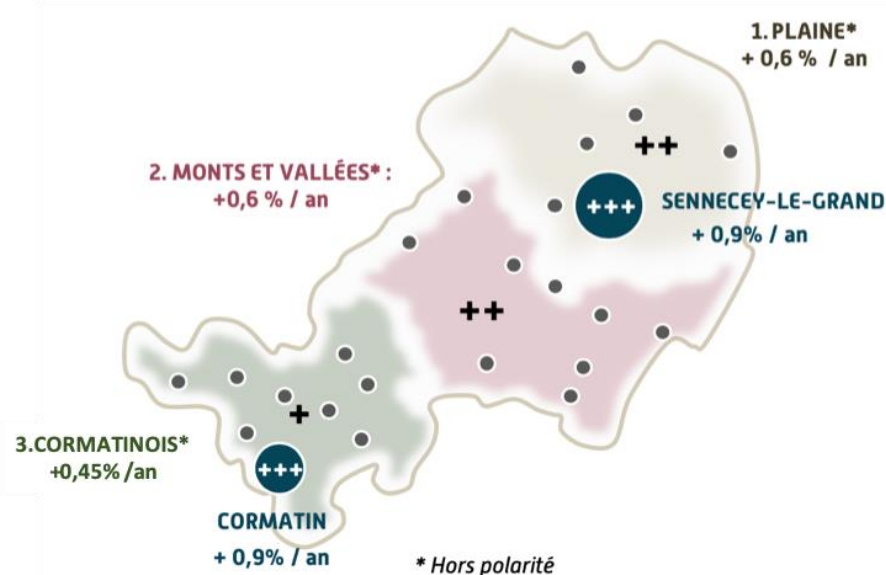 1. PLAINE*
+ 0,6 % / an
++
2. MONTS ET VALLÉES* :
+0,6 % / an
+++
SENNECEY-LE-GRAND
+ 0,9% / an
++
+
3.CORMATINOIS*
+0,45% /an
+++
CORMATIN
+ 0,9% / an
* Hors polarité